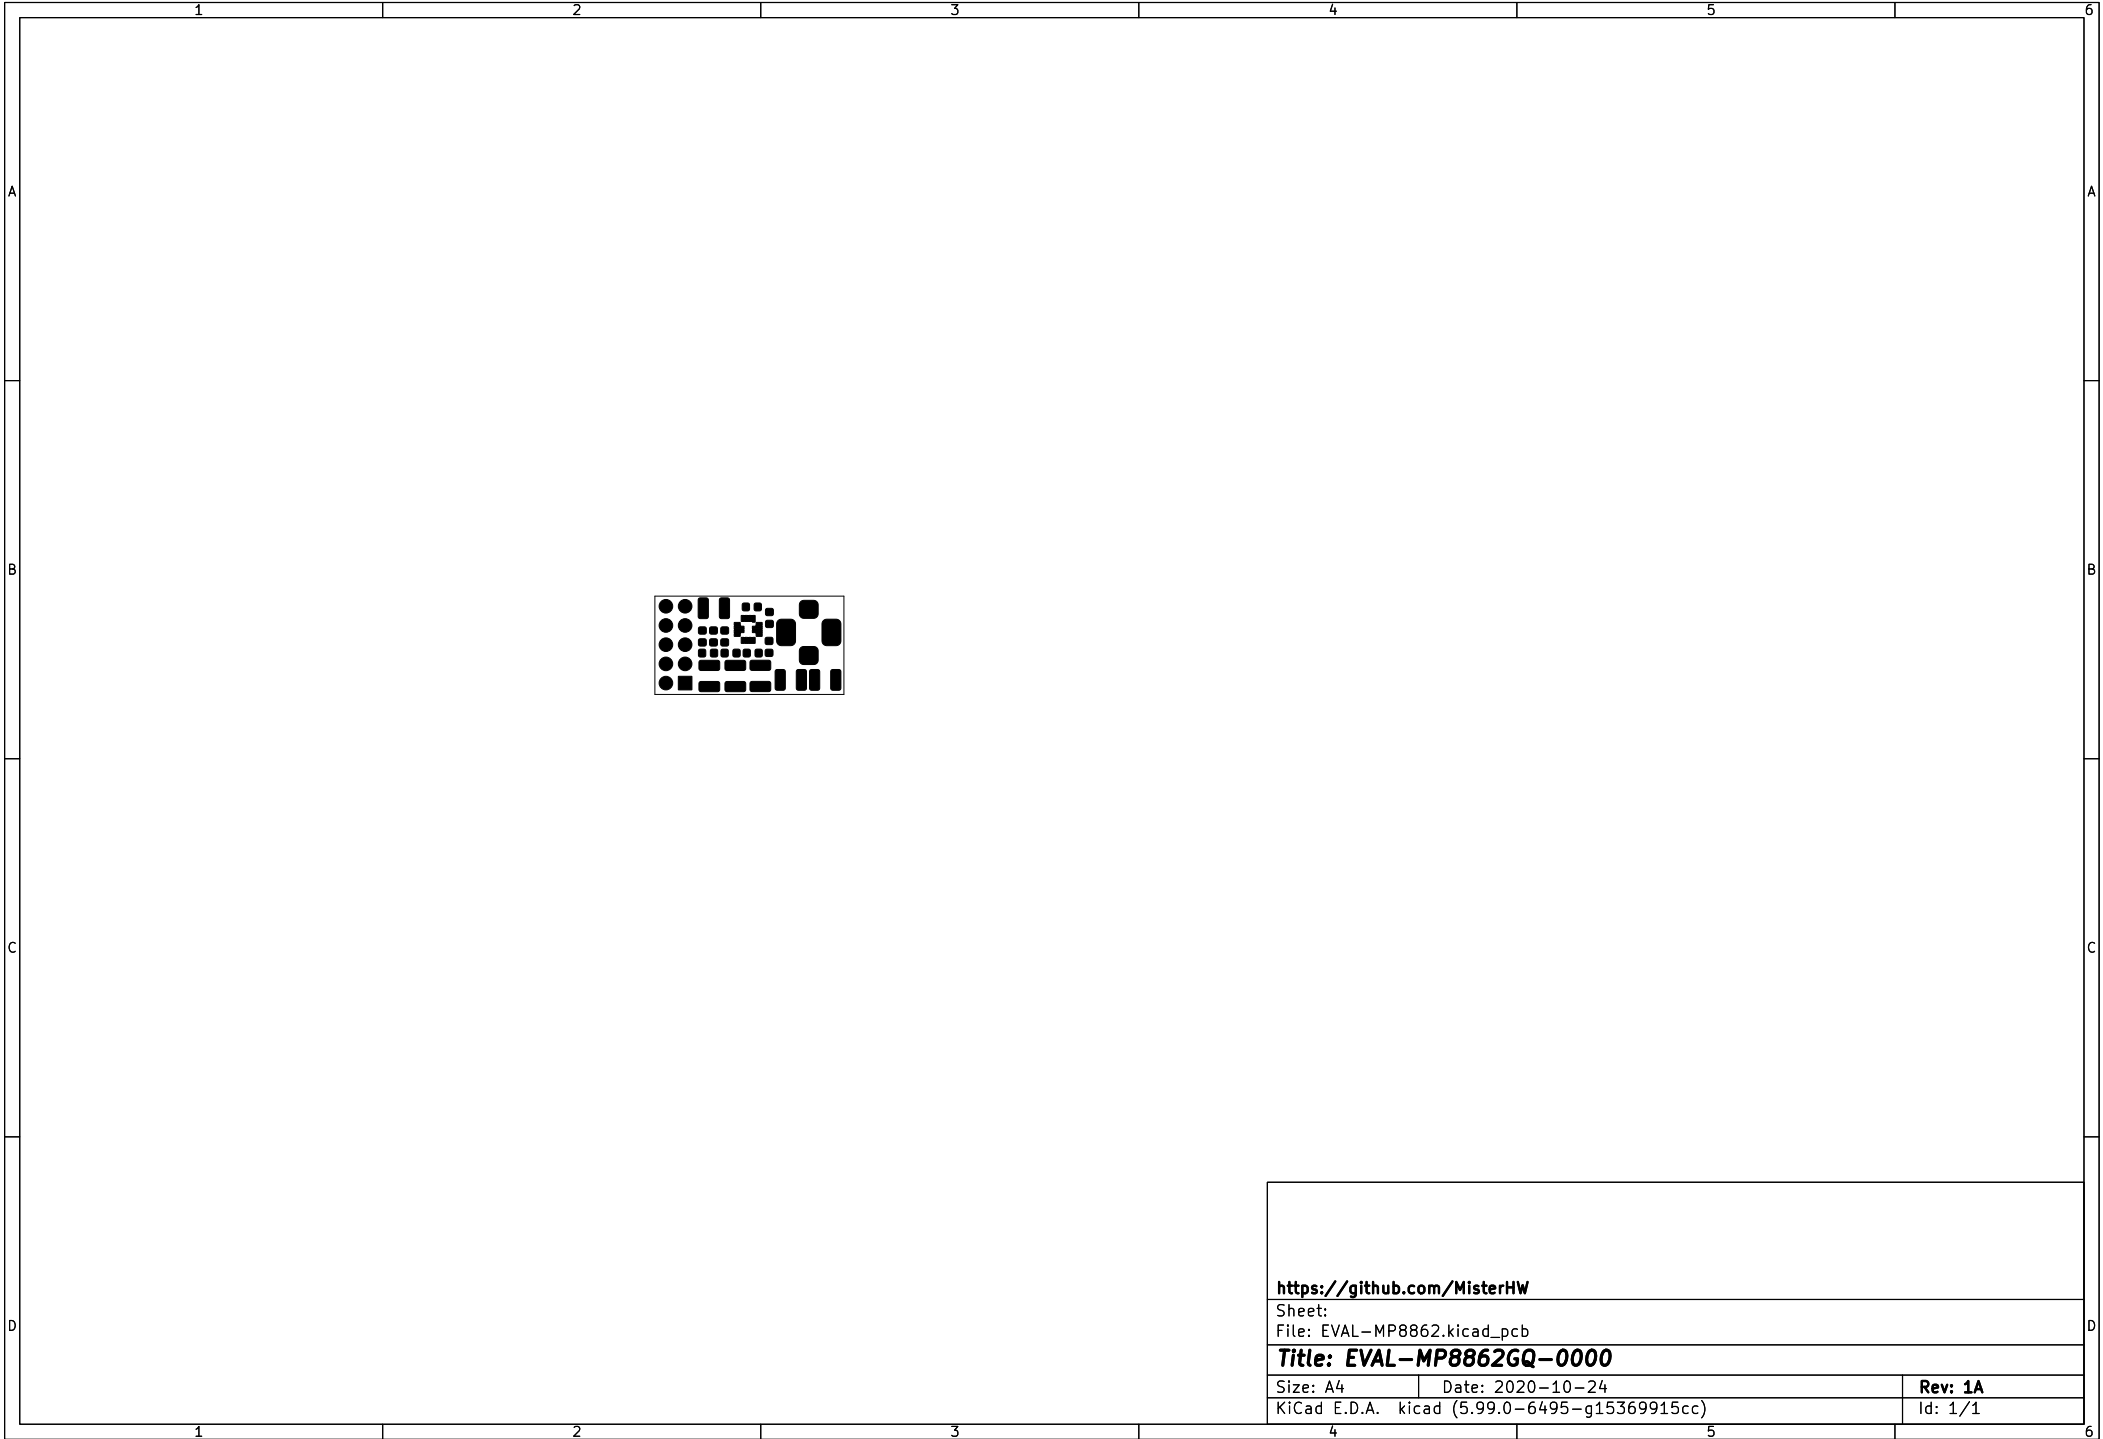 1 2 3 4 5 6
A A
B B
C C
https://github.com/MisterHW
Sheet:
D D
File: EVAL-MP8862.kicad_pcb
Title: EVAL-MP8862GQ-0000
Size: A4 Date: 2020-10-24 Rev: 1A
KiCad E.D.A. kicad (5.99.0-6495-g15369915cc) Id: 1/1
1 2 3 4 5 6